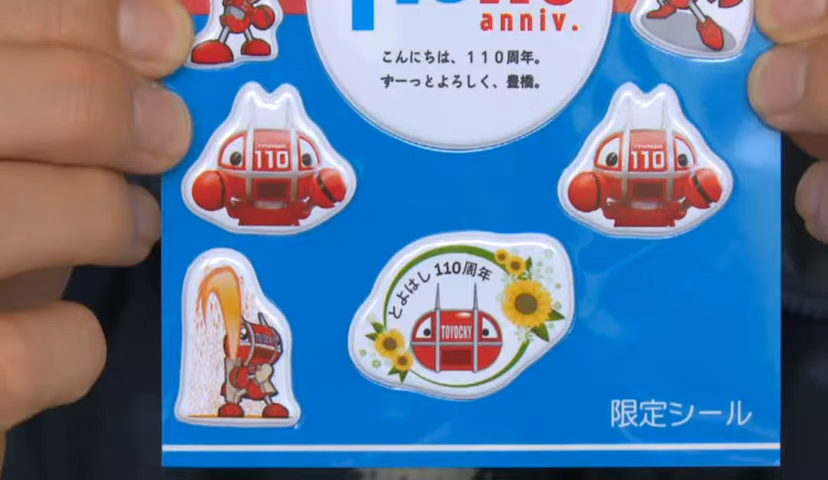 anniv.
こんにちは、110周年。
ずーっとよろしく、豊橋。
110
110
とよはし 110周年
TOYOCKY
TOYOCKY
限定シール